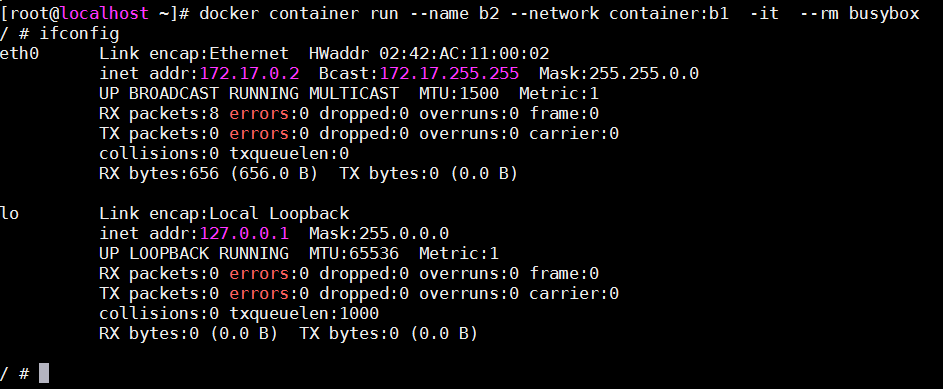 [root@localhost ~]# docker container run --name b2 --network container:b1  -it  --rm busybox
/ # ifconfig
eth0      Link encap:Ethernet  HWaddr 02:42:AC:11:00:02
          inet addr:172.17.0.2  Bcast:172.17.255.255  Mask:255.255.0.0
          UP BROADCAST RUNNING MULTICAST  MTU:1500  Metric:1
          RX packets:8 errors:0 dropped:0 overruns:0 frame:0
          TX packets:0 errors:0 dropped:0 overruns:0 carrier:0
          collisions:0 txqueuelen:0
          RX bytes:656 (656.0 B)  TX bytes:0 (0.0 B)

lo        Link encap:Local Loopback
          inet addr:127.0.0.1  Mask:255.0.0.0
          UP LOOPBACK RUNNING  MTU:65536  Metric:1
          RX packets:0 errors:0 dropped:0 overruns:0 frame:0
          TX packets:0 errors:0 dropped:0 overruns:0 carrier:0
          collisions:0 txqueuelen:1000
          RX bytes:0 (0.0 B)  TX bytes:0 (0.0 B)

/ #